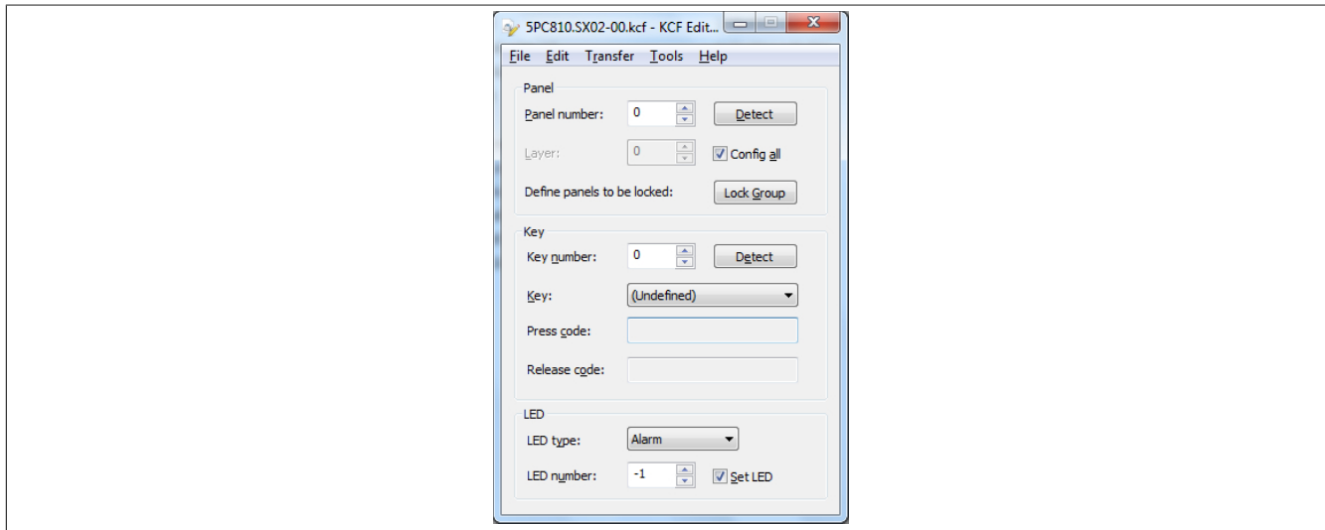 5PC810.SX02-00.kcf - KCF Edit...
File Edit Transfer Tools Help
Panel
Panel number: 0 Detect
Layer: 0 Config all
Define panels to be locked: Lock Group
Key
Key number: 0 Detect
Key: (Undefined)
Press code:
Release code:
LED
LED type: Alarm
LED number: -1 Set LED